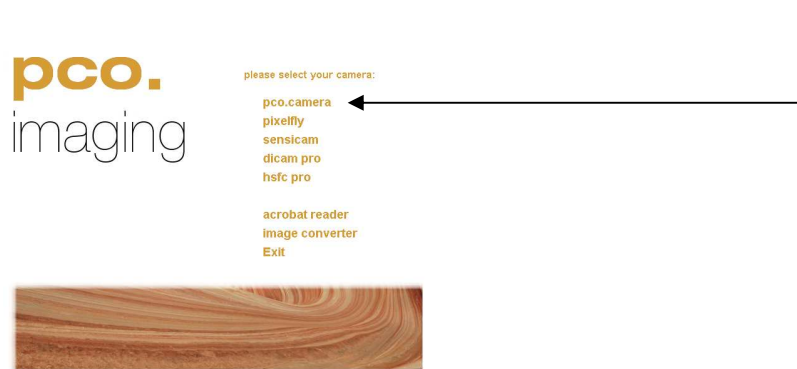 pco.
imaging
please select your camera:
pco.camera
pixelfly
sensicam
dicam pro
hsfc pro
acrobat reader
image converter
Exit